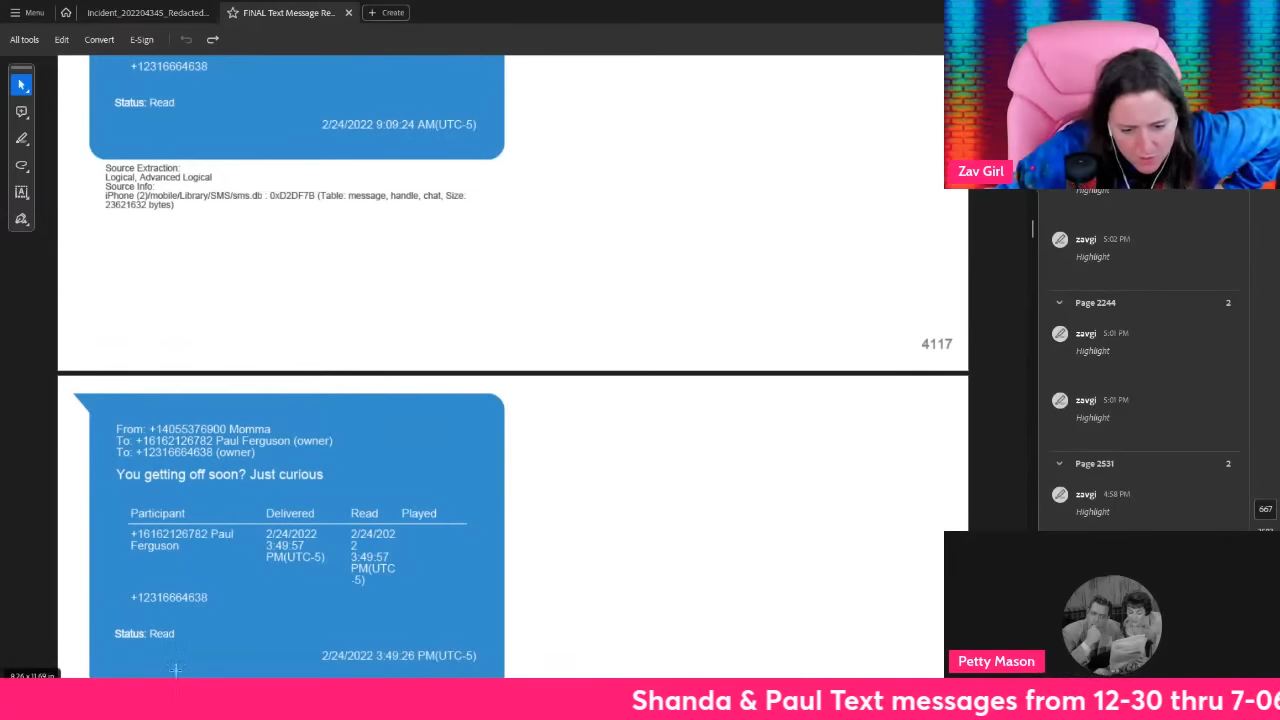 Menu
Incident_202204345_Redacted...
FINAL Text Message Re...
Create
All tools
Edit
Convert
E-Sign
+12316664638
Status: Read
2/24/2022 9:09:24 AM(UTC-5)
Source Extraction:
Logical, Advanced Logical
Source Info:
iPhone (2)/mobile/Library/SMS/sms.db : 0xD2DF7B (Table: message, handle, chat, Size:
23621632 bytes)
4117
From: +14055376900 Momma
To: +16162126782 Paul Ferguson (owner)
To: +12316664638 (owner)
You getting off soon? Just curious
Participant Delivered Read Played
+16162126782 Paul 2/24/2022 2/24/202
Ferguson 3:49:57 2
PM(UTC-5) 3:49:57
PM(UTC
-5)
+12316664638
Status: Read
2/24/2022 3:49:26 PM(UTC-5)
8.26 x 11.69 in
Zav Girl
Highlight
zavgi 5:02 PM
Highlight
Page 2244 2
zavgi 5:01 PM
Highlight
zavgi 5:01 PM
Highlight
Page 2531 2
zavgi 4:58 PM
Highlight
667
Petty Mason
Shanda & Paul Text messages from 12-30 thru 7-06